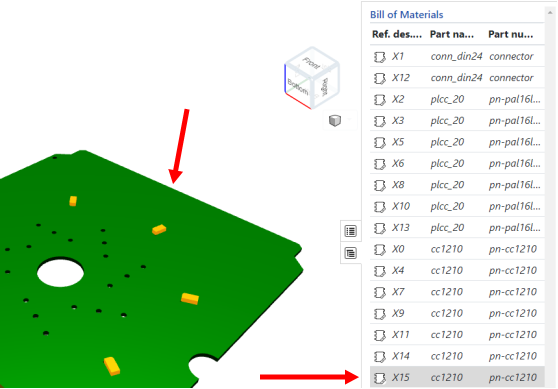 Bill of Materials
Ref. des.... Part na... Part nu...
X1 conn_din24 connector
X12 conn_din24 connector
X2 plcc_20 pn-pal16l...
X3 plcc_20 pn-pal16l...
X5 plcc_20 pn-pal16l...
X6 plcc_20 pn-pal16l...
X8 plcc_20 pn-pal16l...
X10 plcc_20 pn-pal16l...
X13 plcc_20 pn-pal16l...
X0 cc1210 pn-cc1210
X4 cc1210 pn-cc1210
X7 cc1210 pn-cc1210
X9 cc1210 pn-cc1210
X11 cc1210 pn-cc1210
X14 cc1210 pn-cc1210
X15 cc1210 pn-cc1210
Front
Bottom
Right